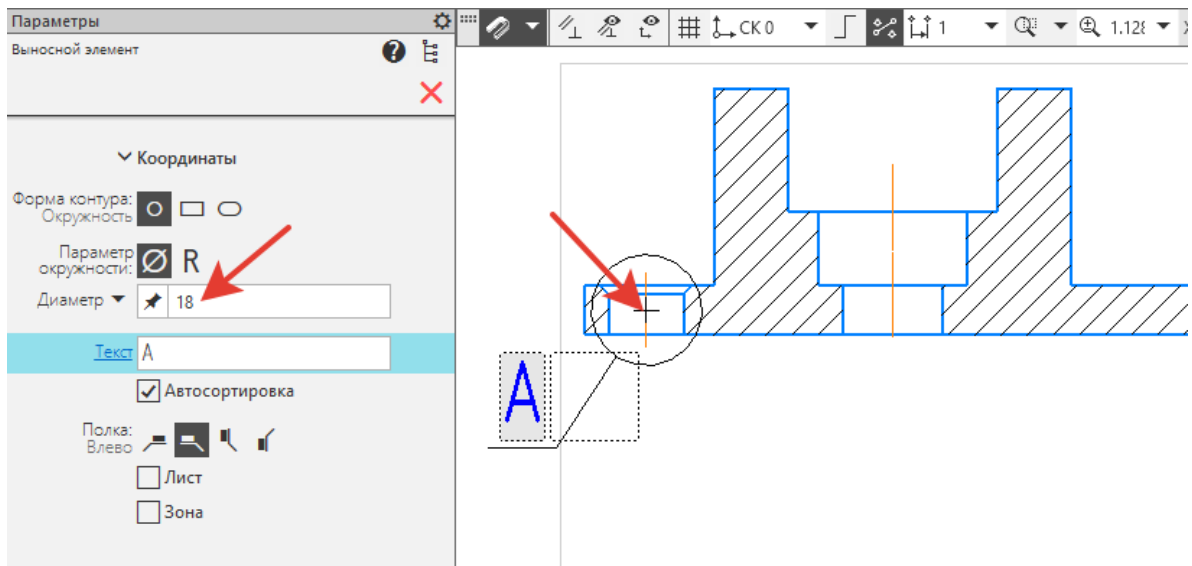 Параметры
Выносной элемент
?
Координаты
Форма контура:
Окружность
Параметр
окружности:
Ø R
Диаметр
18
Текст A
Автосортировка
Полка:
Влево
Лист
Зона
СК 0
1
1.128
A